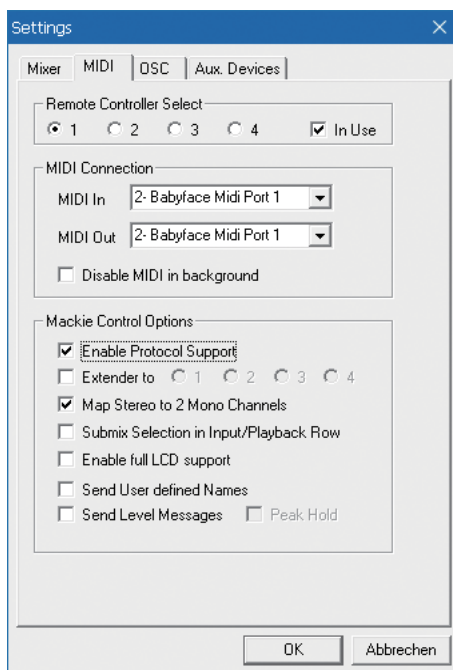 Settings
Mixer MIDI OSC Aux. Devices
Remote Controller Select
1 2 3 4 In Use
MIDI Connection
MIDI In 2- Babyface Midi Port 1
MIDI Out 2- Babyface Midi Port 1
Disable MIDI in background
Mackie Control Options
Enable Protocol Support
Extender to 1 2 3 4
Map Stereo to 2 Mono Channels
Submix Selection in Input/Playback Row
Enable full LCD support
Send User defined Names
Send Level Messages Peak Hold
OK Abbrechen